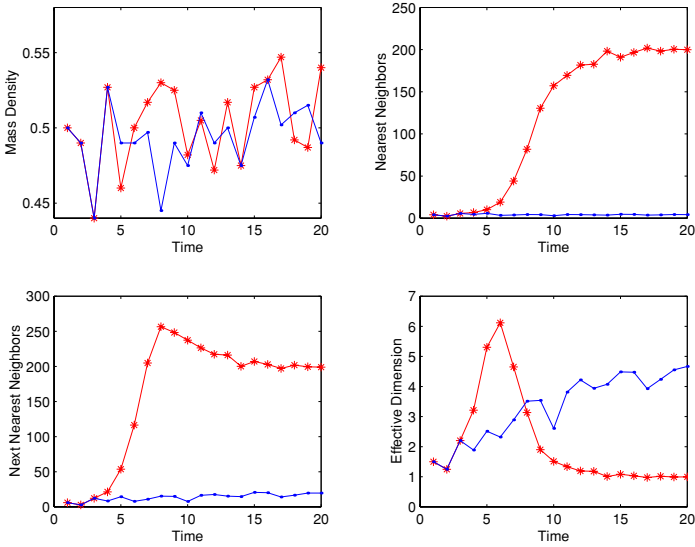 0.55
0.5
0.45
Mass Density
0 5 10 15 20
Time
250
200
150
100
50
0
Nearest Neighbors
0 5 10 15 20
Time
300
250
200
150
100
50
0
Next Nearest Neighbors
0 5 10 15 20
Time
7
6
5
4
3
2
1
0
Effective Dimension
0 5 10 15 20
Time